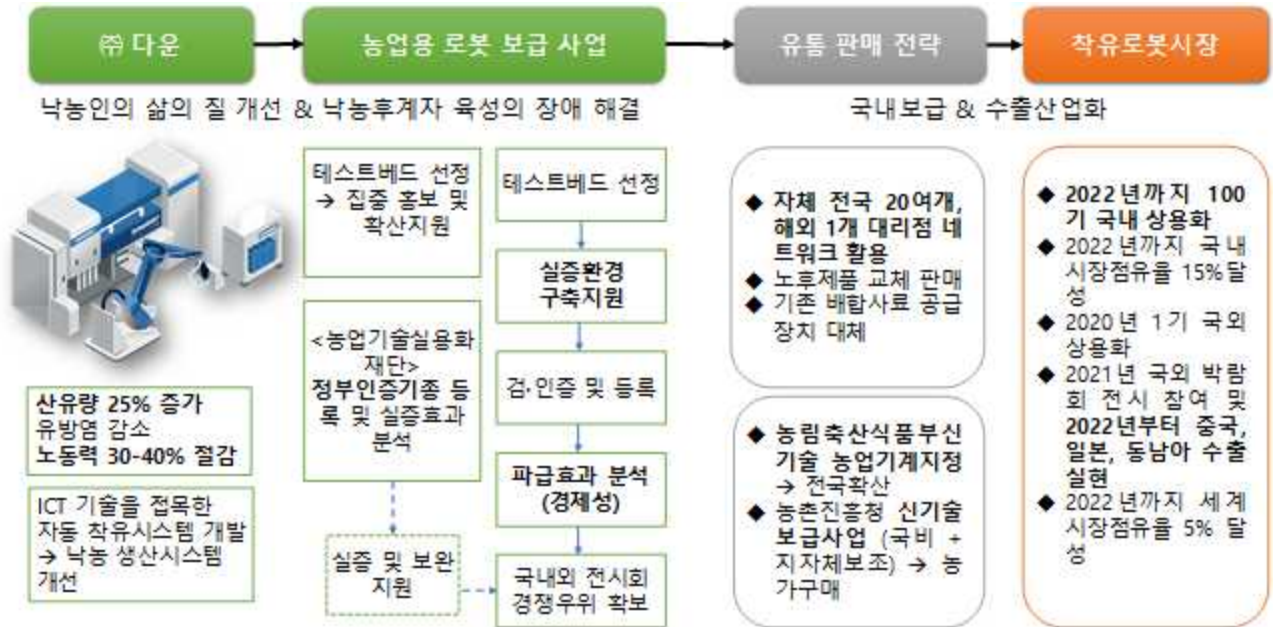 ㈜ 다운
농업용 로봇 보급 사업
유통 판매 전략
착유로봇시장
낙농인의 삶의 질 개선 & 낙농후계자 육성의 장애 해결
국내보급 & 수출산업화
산유량 25% 증가
유방염 감소
노동력 30-40% 절감
ICT 기술을 접목한
자동 착유시스템 개발
→ 낙농 생산시스템
개선
테스트베드 선정
→ 집중 홍보 및
확산지원
<농업기술실용화
재단>
정부인증기종 등
록 및 실증효과
분석
실증 및 보완
지원
테스트베드 선정
실증환경
구축지원
검·인증 및 등록
파급효과 분석
(경제성)
국내외 전시회
경쟁우위 확보
◆ 자체 전국 20여개,
해외 1개 대리점 네
트워크 활용
◆ 노후제품 교체 판매
◆ 기존 배합사료 공급
장치 대체
◆ 농림축산식품부신
기술 농업기계지정
→ 전국확산
◆ 농촌진흥청 신기술
보급사업 (국비 +
지자체보조) → 농
가구매
◆ 2022년까지 100
기 국내 상용화
◆ 2022년까지 국내
시장점유율 15%달
성
◆ 2020년 1기 국외
상용화
◆ 2021년 국외 박람
회 전시 참여 및
2022년부터 중국,
일본, 동남아 수출
실현
◆ 2022년까지 세계
시장점유율 5% 달
성